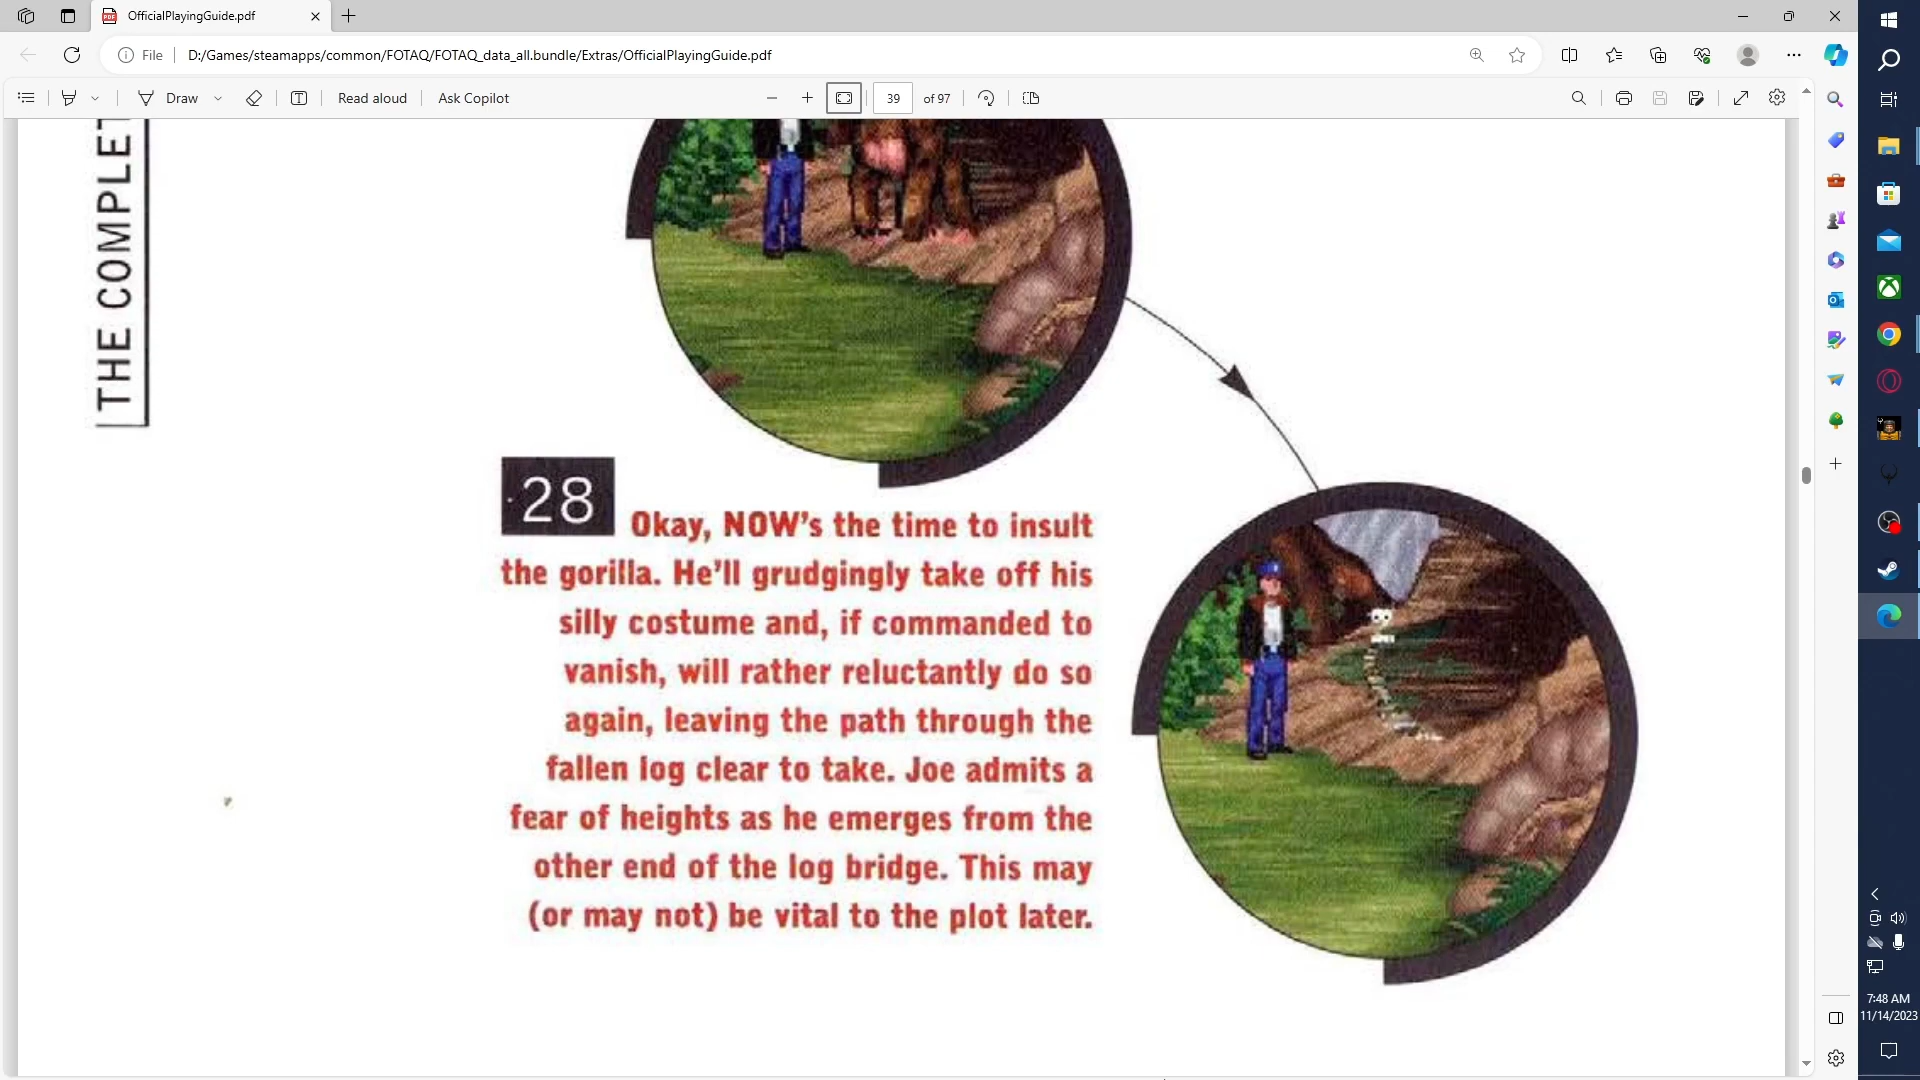 OfficialPlayingGuide.pdf
File
D:/Games/steamapps/common/FOTAQ/FOTAQ_data_all.bundle/Extras/OfficialPlayingGuide.pdf
Draw
Read aloud
Ask Copilot
39
of 97
THE COMPLET
28
Okay, NOW's the time to insult
the gorilla. He'll grudgingly take off his
silly costume and, if commanded to
vanish, will rather reluctantly do so
again, leaving the path through the
fallen log clear to take. Joe admits a
fear of heights as he emerges from the
other end of the log bridge. This may
(or may not) be vital to the plot later.
7:48 AM
11/14/2023